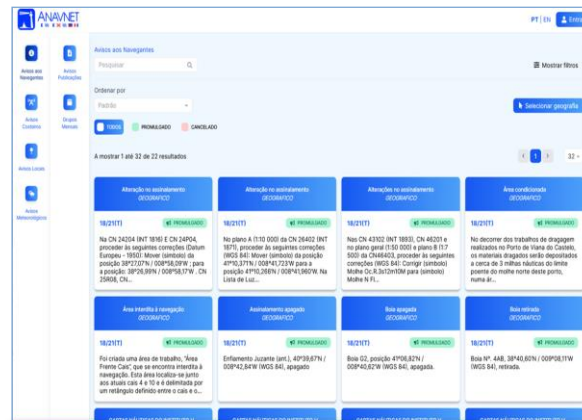 ANAVNET
PT | EN
Avisos aos
Navegantes
Avisos
Publicações
Avisos
Costeiros
Grupos
Mensais
Avisos Locais
Avisos
Meteorológicos
Avisos aos Navegantes
Pesquisar
Mostrar filtros
Ordenar por
Padrão
Selecionar geografia
TODOS
PROMULGADO
CANCELADO
A mostrar 1 até 32 de 22 resultados
1
32
Alteração no assinalamento
GEOGRAFICO
18/21(T)
PROMULGADO
Na CN 24204 (INT 1816) E CN 24P04,
proceder às seguintes correções (Datum
Europeu - 1950): Mover (símbolo) da
posição 38°27,07'N / 008°58,09'W ; para
a posição: 38°26,99'N / 008°58,17'W . CN
25R08, CN...
Alteração no assinalamento
GEOGRAFICO
18/21(T)
PROMULGADO
No plano A (1:10 000) da CN 26402 (INT
1871), proceder às seguintes correções
(WGS 84): Mover (símbolo) da posição
41°10,371'N / 008°41,723'W para a
posição 41°10,268'N / 008°41,960'W. Na
Lista de Luz...
Alterações no assinalamento
GEOGRAFICO
18/21(T)
PROMULGADO
Nas CN 43102 (INT 1893), CN 46201 e
no plano geral (1:50 000) e plano B (1:7
500) da CN46403, proceder às seguintes
correções (WGS 84): Corrigir (símbolo)
Molhe Oc.R.3s12m10M para (símbolo)
Molhe N Fl...
Área condicionada
GEOGRAFICO
18/21(T)
PROMULGADO
No decorrer dos trabalhos de dragagem
realizados no Porto de Viana do Castelo,
os materiais dragados serão depositados
a cerca de 3 milhas náuticas do limite
poente do molhe norte deste porto,
numa ár...
Área interdita à navegação
GEOGRAFICO
18/21(T)
PROMULGADO
Foi criada uma área de trabalho, "Área
Frente Cais", que se encontra interdita à
navegação. Esta área localiza-se junto
aos atuais cais 4 e 10 e é delimitada por
um retângulo definido entre o cais e o...
Assinalamento apagado
GEOGRAFICO
18/21(T)
PROMULGADO
Enfiamento Juzante (ant.), 40°39,67'N /
008°42,84'W (WGS 84), apagado
Boia apagada
GEOGRAFICO
18/21(T)
PROMULGADO
Boia G2, posição 41°06,82'N /
008°40,62'W (WGS 84), apagada.
Boia retirada
GEOGRAFICO
18/21(T)
PROMULGADO
Boia Nº. 4AB, 38°40,60'N / 009°08,11'W
(WGS 84), retirada.